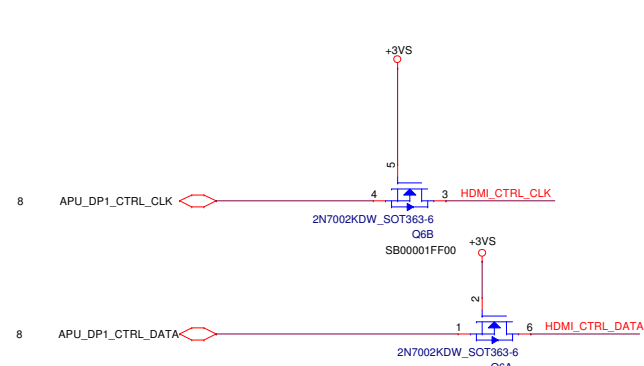 +3VS
5
8 APU_DP1_CTRL_CLK 4 3 HDMI_CTRL_CLK
2N7002KDW_SOT363-6
Q6B
SB00001FF00
+3VS
2
8 APU_DP1_CTRL_DATA 1 6 HDMI_CTRL_DATA
2N7002KDW_SOT363-6
Q6A